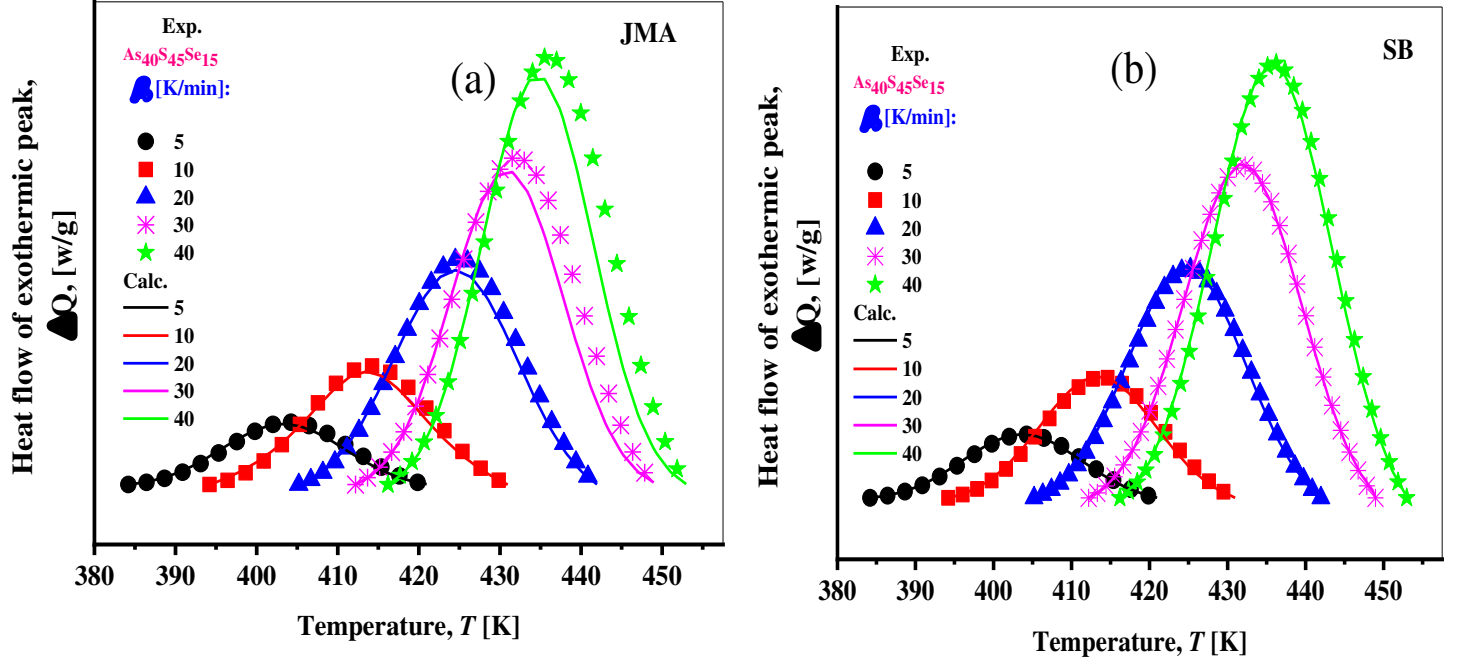 Exp.
JMA
As40S45Se15
(a)
[K/min]:
5
10
20
30
40
Calc.
5
10
20
30
40
Heat flow of exothermic peak,
Q, [w/g]
380 390 400 410 420 430 440 450
Temperature, T [K]
Exp.
SB
As40S45Se15
(b)
[K/min]:
5
10
20
30
40
Calc.
5
10
20
30
40
Heat flow of exothermic peak,
Q, [w/g]
380 390 400 410 420 430 440 450
Temperature, T [K]